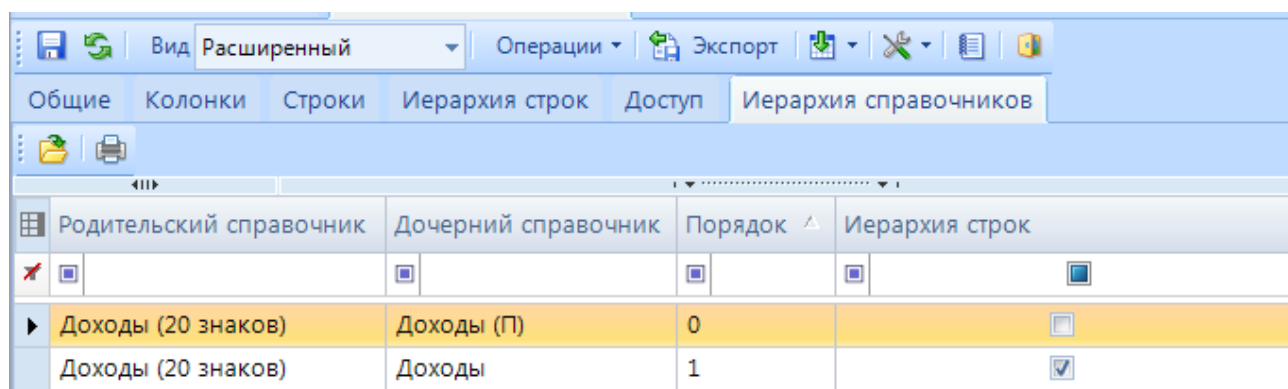 Вид Расширенный Операции Экспорт
Общие Колонки Строки Иерархия строк Доступ Иерархия справочников
Родительский справочник Дочерний справочник Порядок Иерархия строк
Доходы (20 знаков) Доходы (П) 0
Доходы (20 знаков) Доходы 1